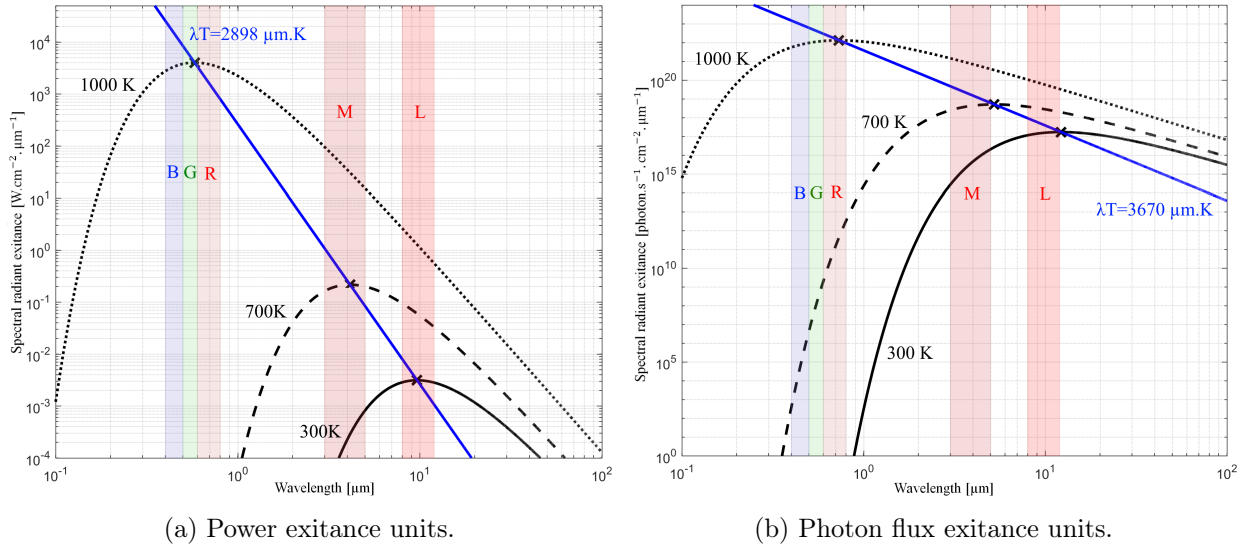 Spectral radiant exitance [W.cm⁻².µm⁻¹]
10⁴
10³
10²
10¹
10⁰
10⁻¹
10⁻²
10⁻³
10⁻⁴
λT=2898 µm.K
1000 K
M
L
B G R
700K
300K
10⁻¹
10⁰
10¹
10²
Wavelength [µm]
(a) Power exitance units.
Spectral radiant exitance [photon.s⁻¹.cm⁻².µm⁻¹]
10²⁰
10¹⁵
10¹⁰
10⁵
10⁰
1000 K
700 K
B G R
M
L
λT=3670 µm.K
300 K
10⁻¹
10⁰
10¹
10²
Wavelength [µm]
(b) Photon flux exitance units.